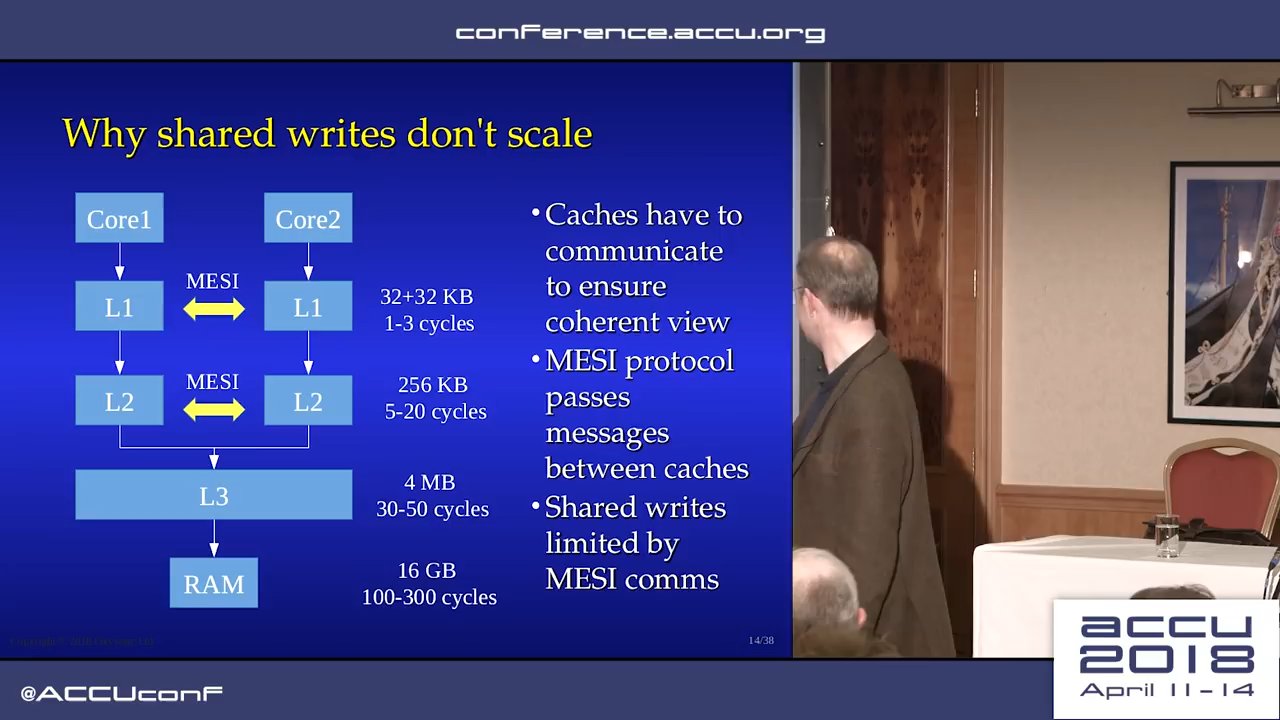 conference.accu.org
Why shared writes don't scale
Core1
Core2
MESI
L1
L1
32+32 KB
1-3 cycles
MESI
L2
L2
256 KB
5-20 cycles
L3
4 MB
30-50 cycles
RAM
16 GB
100-300 cycles
•Caches have to
communicate
to ensure
coherent view
•MESI protocol
passes
messages
between caches
•Shared writes
limited by
MESI comms
14/38
accu
2018
April 11-14
@ACCUconf